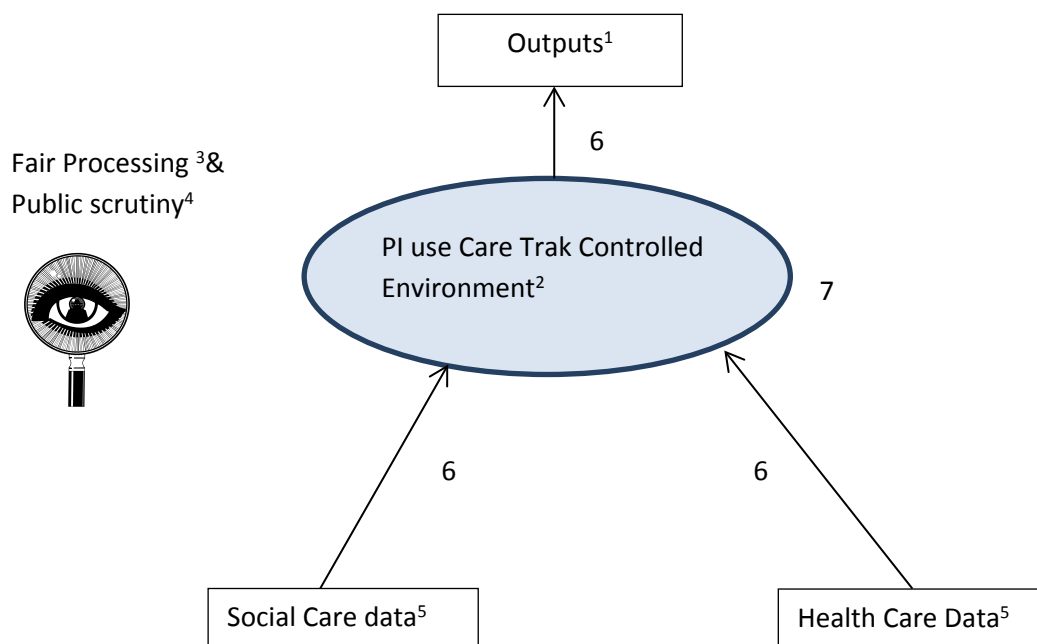 Outputs¹
6
Fair Processing ³&
Public scrutiny⁴
PI use Care Trak Controlled
Environment²
7
6
6
Social Care data⁵
Health Care Data⁵